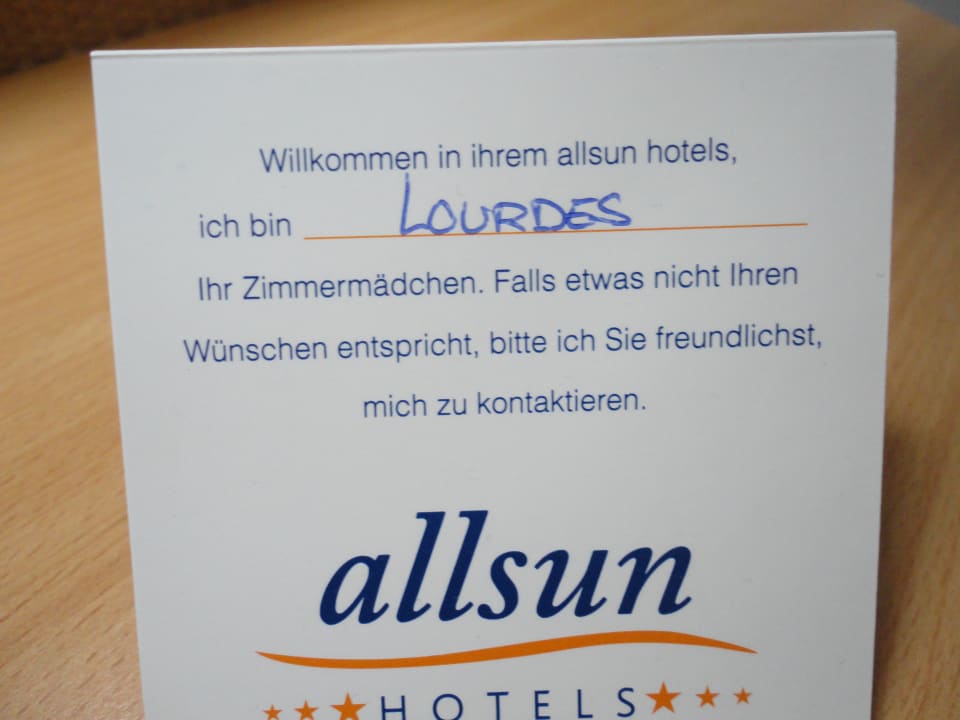 Willkommen in ihrem allsun hotels,
ich bin LOURDES
Ihr Zimmermädchen. Falls etwas nicht Ihren
Wünschen entspricht, bitte ich Sie freundlichst,
mich zu kontaktieren.
allsun
HOTELS